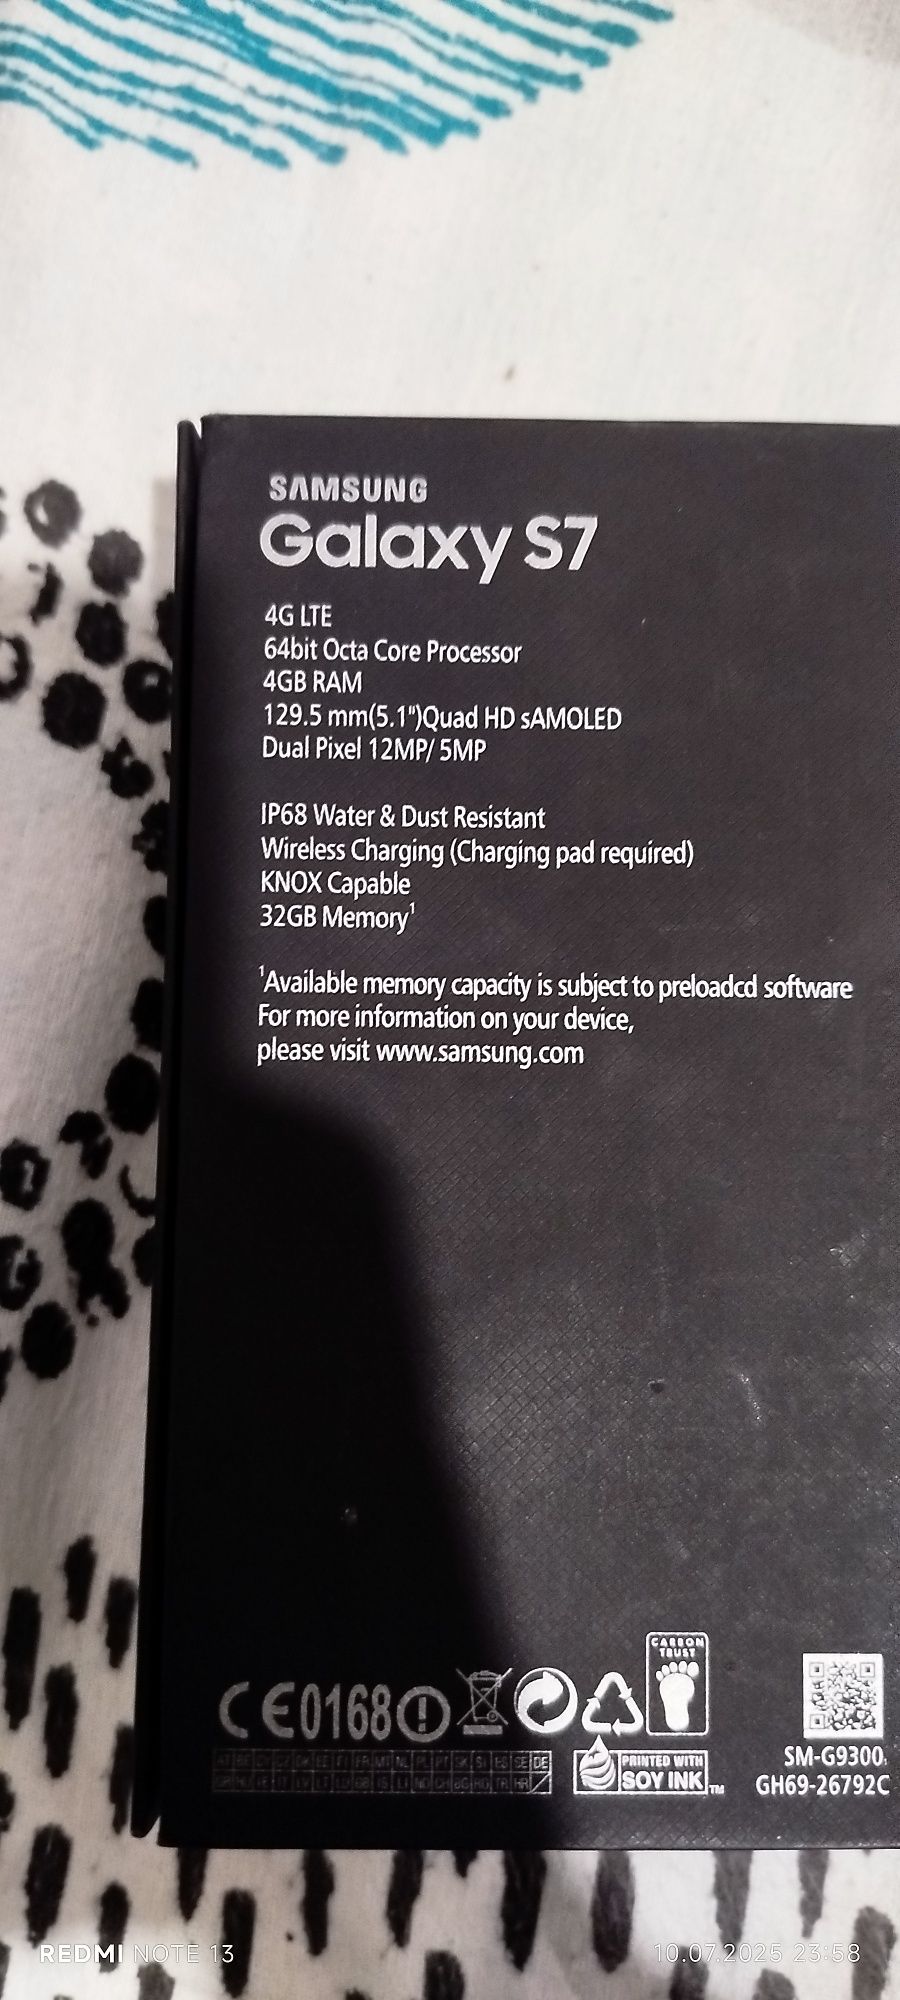 SAMSUNG
Galaxy S7
4G LTE
64bit Octa Core Processor
4GB RAM
129.5 mm(5.1")Quad HD sAMOLED
Dual Pixel 12MP/ 5MP
IP68 Water & Dust Resistant
Wireless Charging (Charging pad required)
KNOX Capable
32GB Memory¹
¹Available memory capacity is subject to preloadcd software
For more information on your device,
please visit www.samsung.com
CARBON
TRUST
CE0168
PRINTED WITH
SOY INK™
SM-G9300
GH69-26792C
REDMI NOTE 13
10.07.2025 23:58